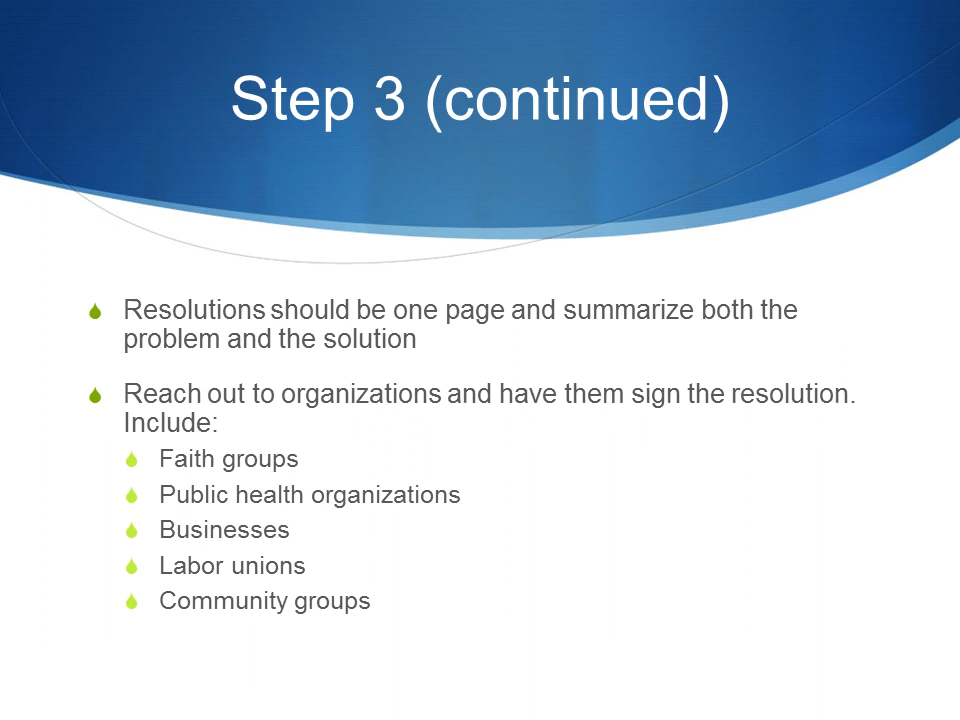 Step 3 (continued)
Resolutions should be one page and summarize both the
problem and the solution
Reach out to organizations and have them sign the resolution.
Include:
Faith groups
Public health organizations
Businesses
Labor unions
Community groups